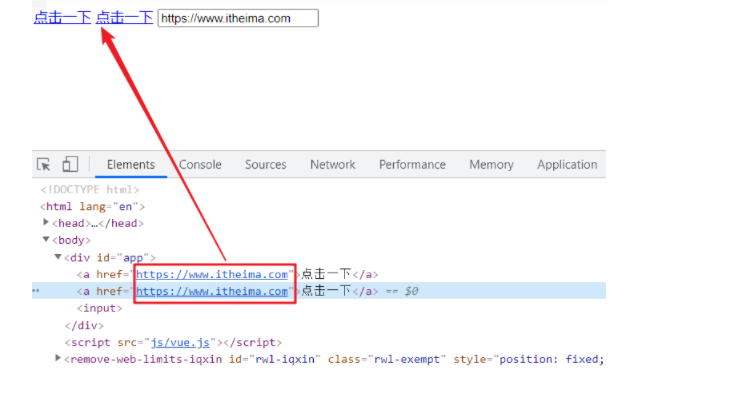 点击一下 点击一下 https://www.itheima.com
Elements Console Sources Network Performance Memory Application
<!DOCTYPE html>
<html lang="en">
▶<head>…</head>
▼<body>
▼<div id="app">
<a href="https://www.itheima.com">点击一下</a>
<a href="https://www.itheima.com">点击一下</a> == $0
<input>
</div>
<script src="js/vue.js"></script>
▶<remove-web-limits-iqxin id="rwl-iqxin" class="rwl-exempt" style="position: fixed;